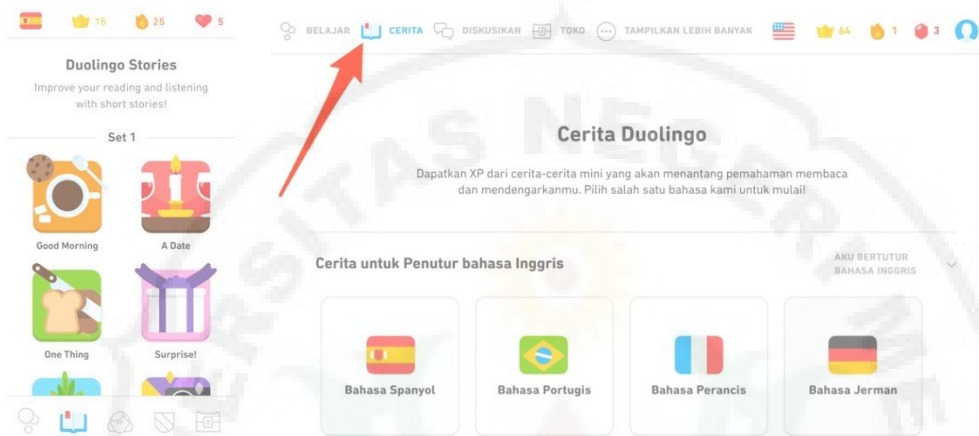 15 25 5
Duolingo Stories
Improve your reading and listening
with short stories!
Set 1
Good Morning A Date
One Thing Surprise!
BELAJAR CERITA DISKUSIKAN TOKO TAMPILKAN LEBIH BANYAK 64 1 3
Cerita Duolingo
Dapatkan XP dari cerita-cerita mini yang akan menantang pemahaman membaca
dan mendengarkanmu. Pilih salah satu bahasa kami untuk mulai!
Cerita untuk Penutur bahasa Inggris
AKU BERTUTUR
BAHASA INGGRIS
Bahasa Spanyol Bahasa Portugis Bahasa Perancis Bahasa Jerman
SITAS NEGERI ME